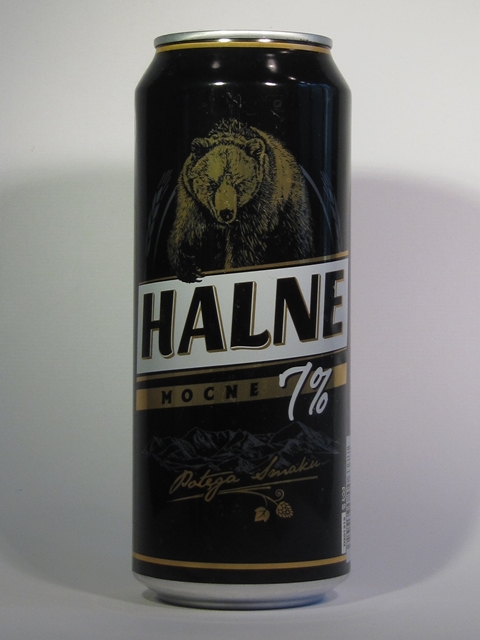 HALNE
MOCNE 7%
Potęga Smaku